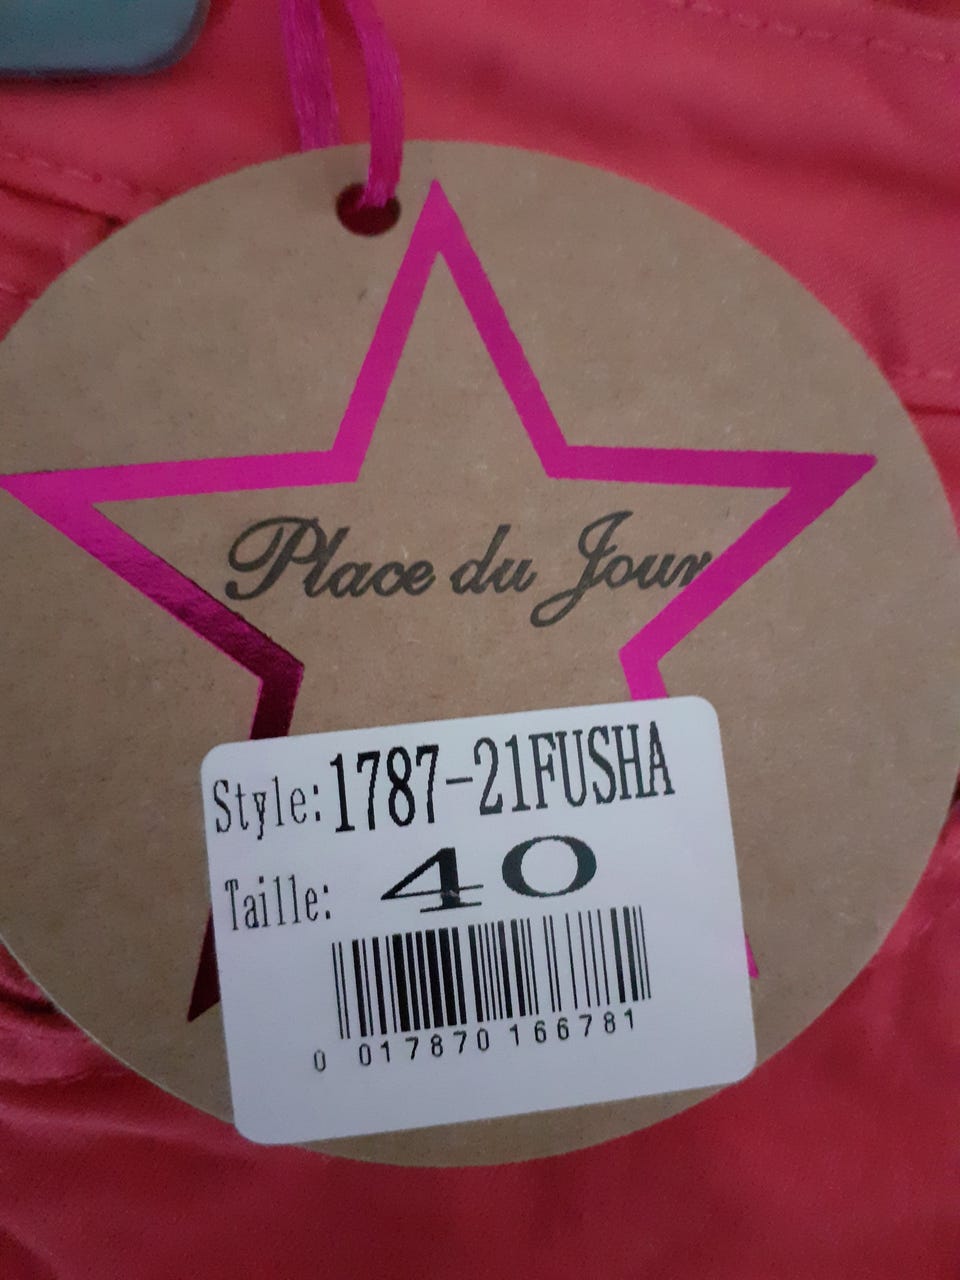 Place du Jour
Style: 1787-21FUSHA
Taille: 40
0 017870 166781